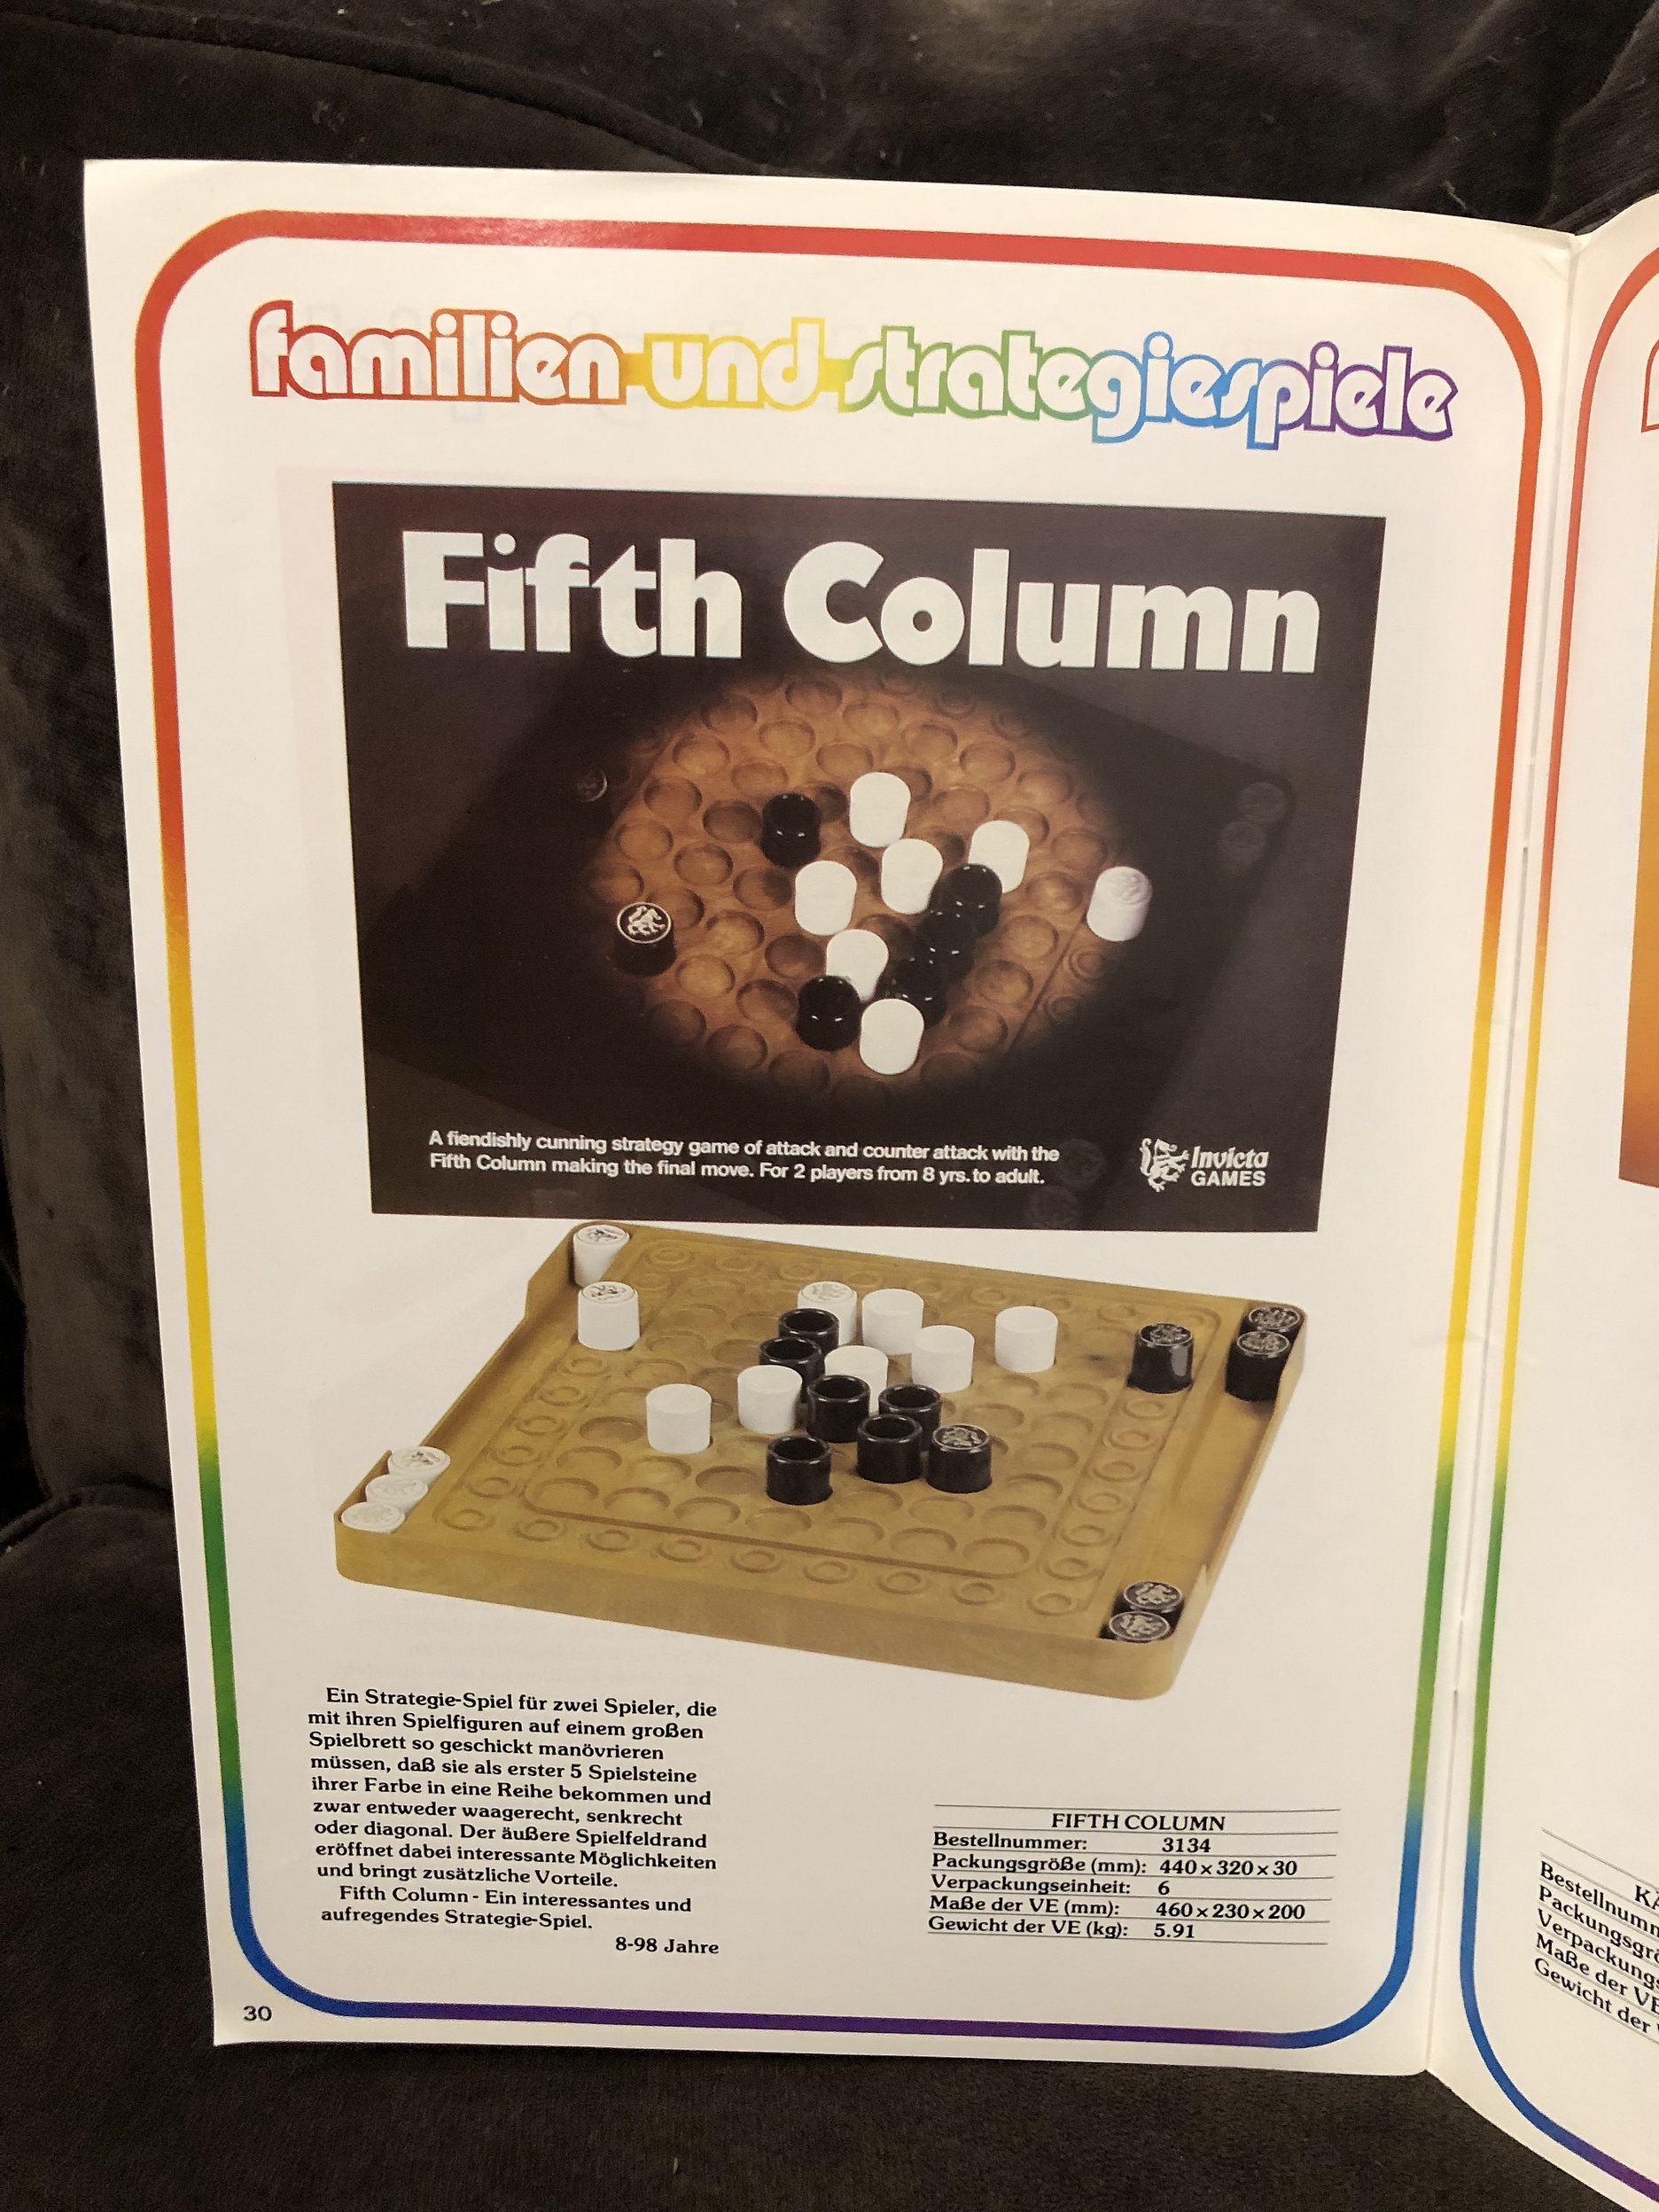 familien-und-strategiespiele
Fifth Column
A fiendishly cunning strategy game of attack and counter attack with the
Fifth Column making the final move. For 2 players from 8 yrs. to adult.
Invicta
GAMES
Ein Strategie-Spiel für zwei Spieler, die
mit ihren Spielfiguren auf einem großen
Spielbrett so geschickt manövrieren
müssen, daß sie als erster 5 Spielsteine
ihrer Farbe in eine Reihe bekommen und
zwar entweder waagerecht, senkrecht
oder diagonal. Der äußere Spielfeldrand
eröffnet dabei interessante Möglichkeiten
und bringt zusätzliche Vorteile.
Fifth Column - Ein interessantes und
aufregendes Strategie-Spiel.
8-98 Jahre
FIFTH COLUMN
Bestellnummer: 3134
Packungsgröße (mm): 440 x 320 x 30
Verpackungseinheit: 6
Maße der VE (mm): 460 x 230 x 200
Gewicht der VE (kg): 5.91
30
Maße der VE
Gewicht der